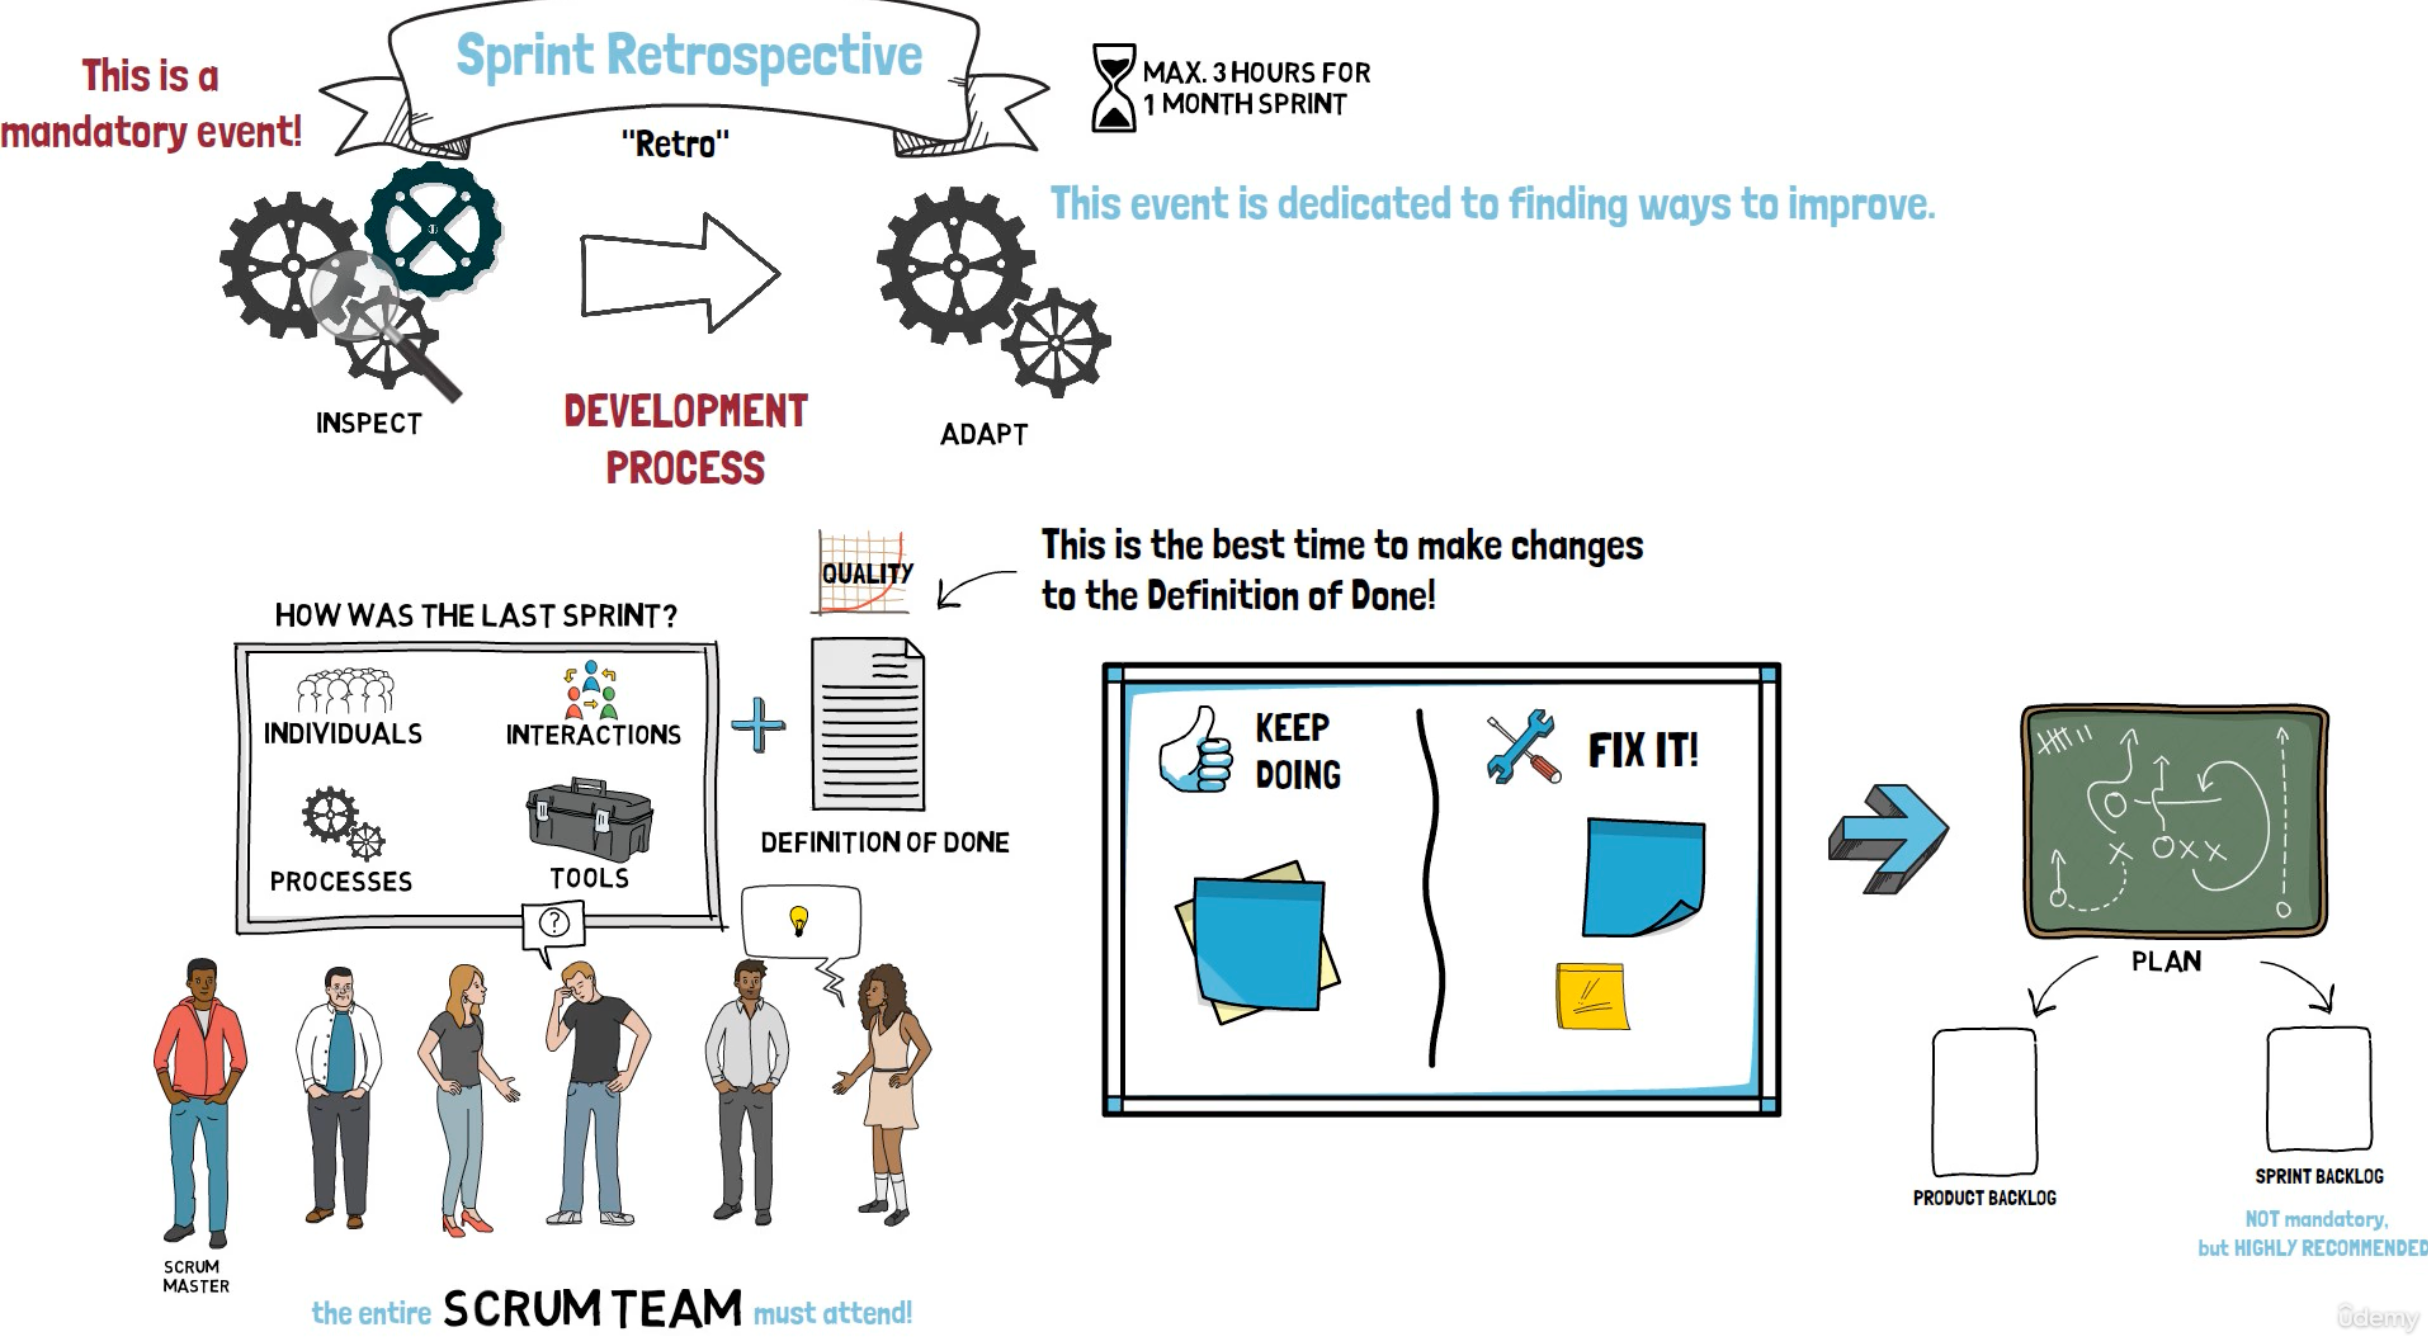 This is a
mandatory event!
Sprint Retrospective
"Retro"
MAX. 3 HOURS FOR
1 MONTH SPRINT
This event is dedicated to finding ways to improve.
INSPECT
DEVELOPMENT
PROCESS
ADAPT
QUALITY
This is the best time to make changes
to the Definition of Done!
HOW WAS THE LAST SPRINT?
INDIVIDUALS
INTERACTIONS
PROCESSES
TOOLS
DEFINITION OF DONE
?
KEEP
DOING
FIX IT!
PLAN
PRODUCT BACKLOG
SPRINT BACKLOG
NOT mandatory,
but HIGHLY RECOMMENDED
SCRUM
MASTER
the entire SCRUM TEAM must attend!
ûdemy